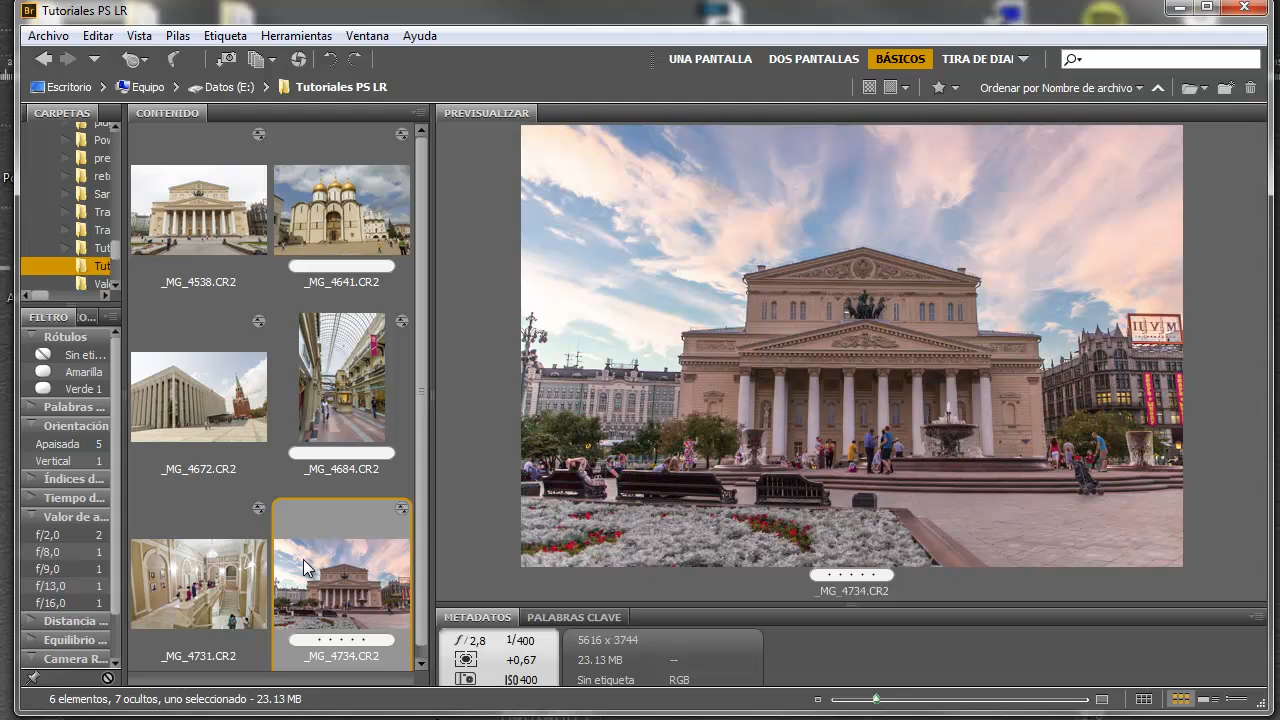 Br Tutoriales PS LR
Archivo Editar Vista Pilas Etiqueta Herramientas Ventana Ayuda
UNA PANTALLA DOS PANTALLAS BÁSICOS TIRA DE DIAI
Escritorio Equipo Datos (E:) Tutoriales PS LR
Ordenar por Nombre de archivo
CARPETAS
CONTENIDO
PREVISUALIZAR
Pov
pre
ret
Sar
Tra
Tra
Tut
Tut
Val
_MG_4538.CR2
_MG_4641.CR2
FILTRO O...
Rótulos
Sin eti...
Amarilla
Verde 1
Palabras ...
Orientación
Apaisada 5
Vertical 1
Índices d...
Tiempo d...
Valor de a...
f/2,0 2
f/8,0 1
f/9,0 1
f/13,0 1
f/16,0 1
Distancia ...
Equilibrio ...
Camera R...
_MG_4672.CR2
_MG_4684.CR2
_MG_4731.CR2
_MG_4734.CR2
_MG_4734.CR2
METADATOS PALABRAS CLAVE
f/2,8 1/400
+0,67
ISO400
5616 x 3744
23.13 MB --
Sin etiqueta RGB
6 elementos, 7 ocultos, uno seleccionado - 23.13 MB